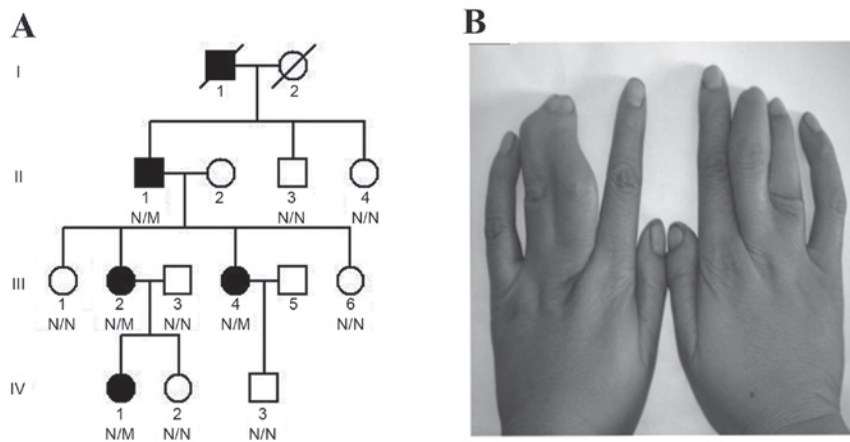 A
B
I
1 2
II
1 2 3 4
N/M N/N N/N
III
1 2 3 4 5 6
N/N N/M N/N N/M N/N
IV
1 2 3
N/M N/N N/N